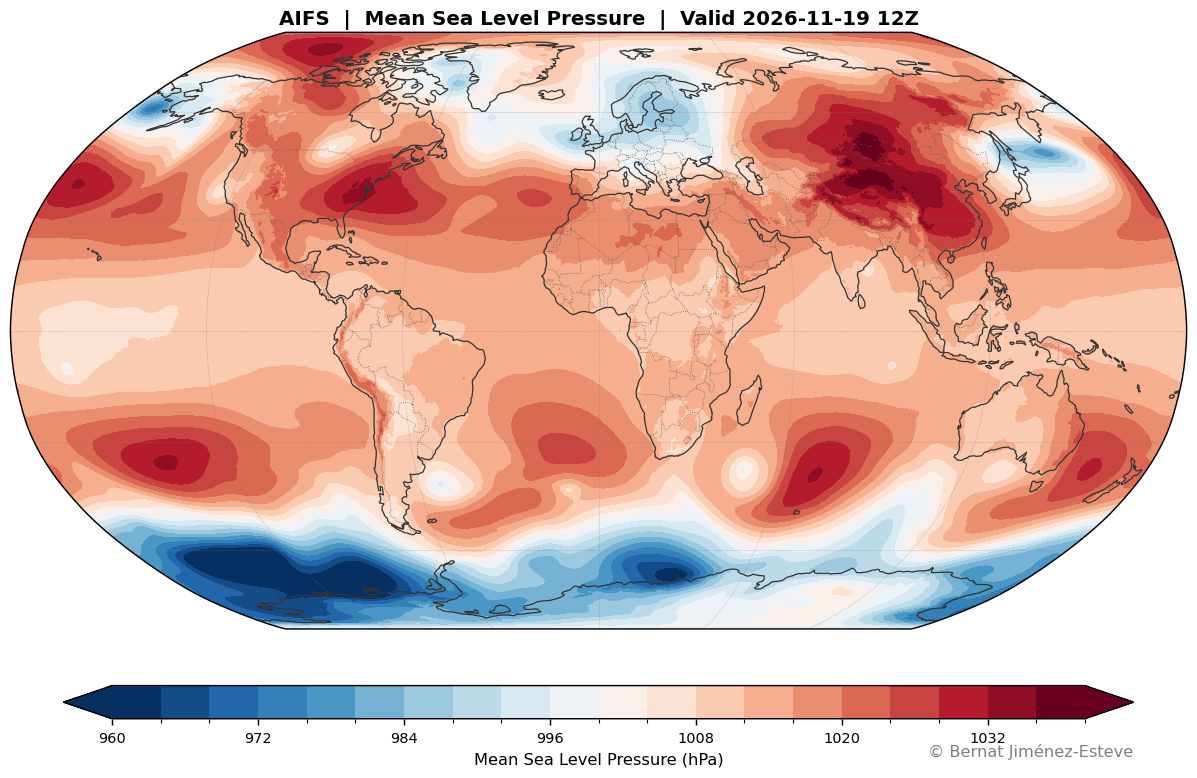 AIFS | Mean Sea Level Pressure | Valid 2026-11-19 12Z
960 972 984 996 1008 1020 1032
Mean Sea Level Pressure (hPa)
© Bernat Jiménez-Esteve